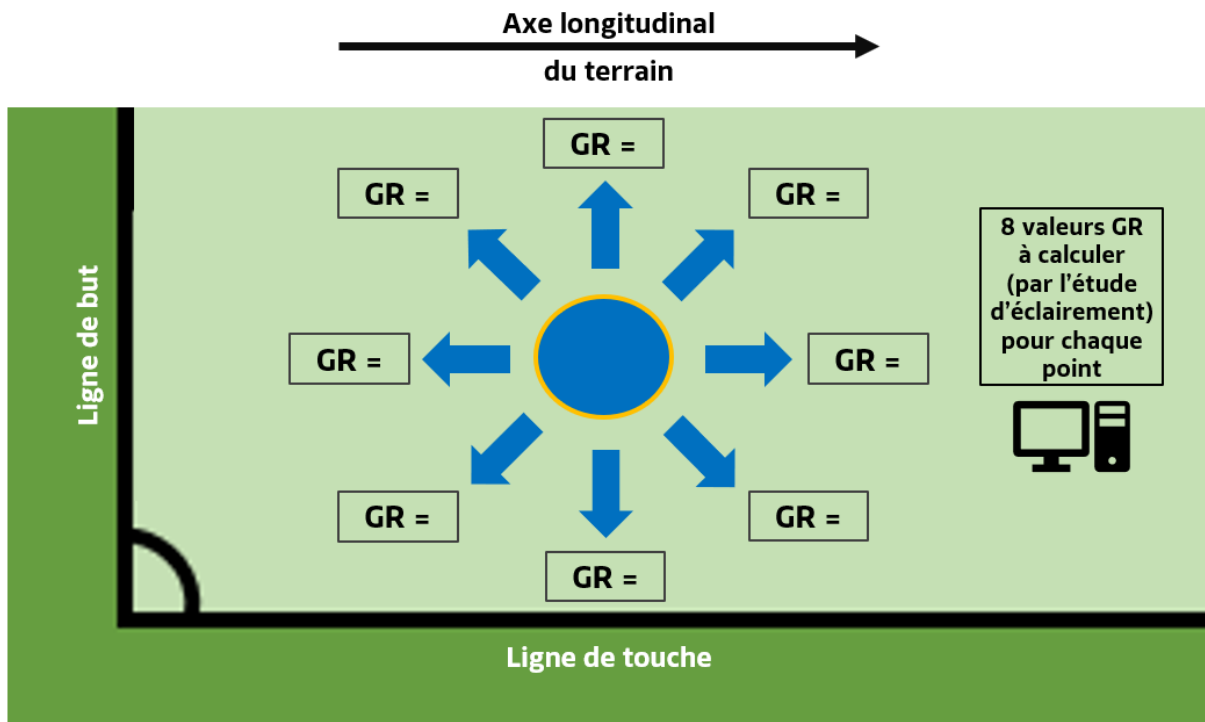 Axe longitudinal
du terrain
GR =
GR =
GR =
8 valeurs GR
à calculer
(par l'étude
d'éclairement)
pour chaque
point
Ligne de but
GR =
GR =
GR =
GR =
GR =
Ligne de touche